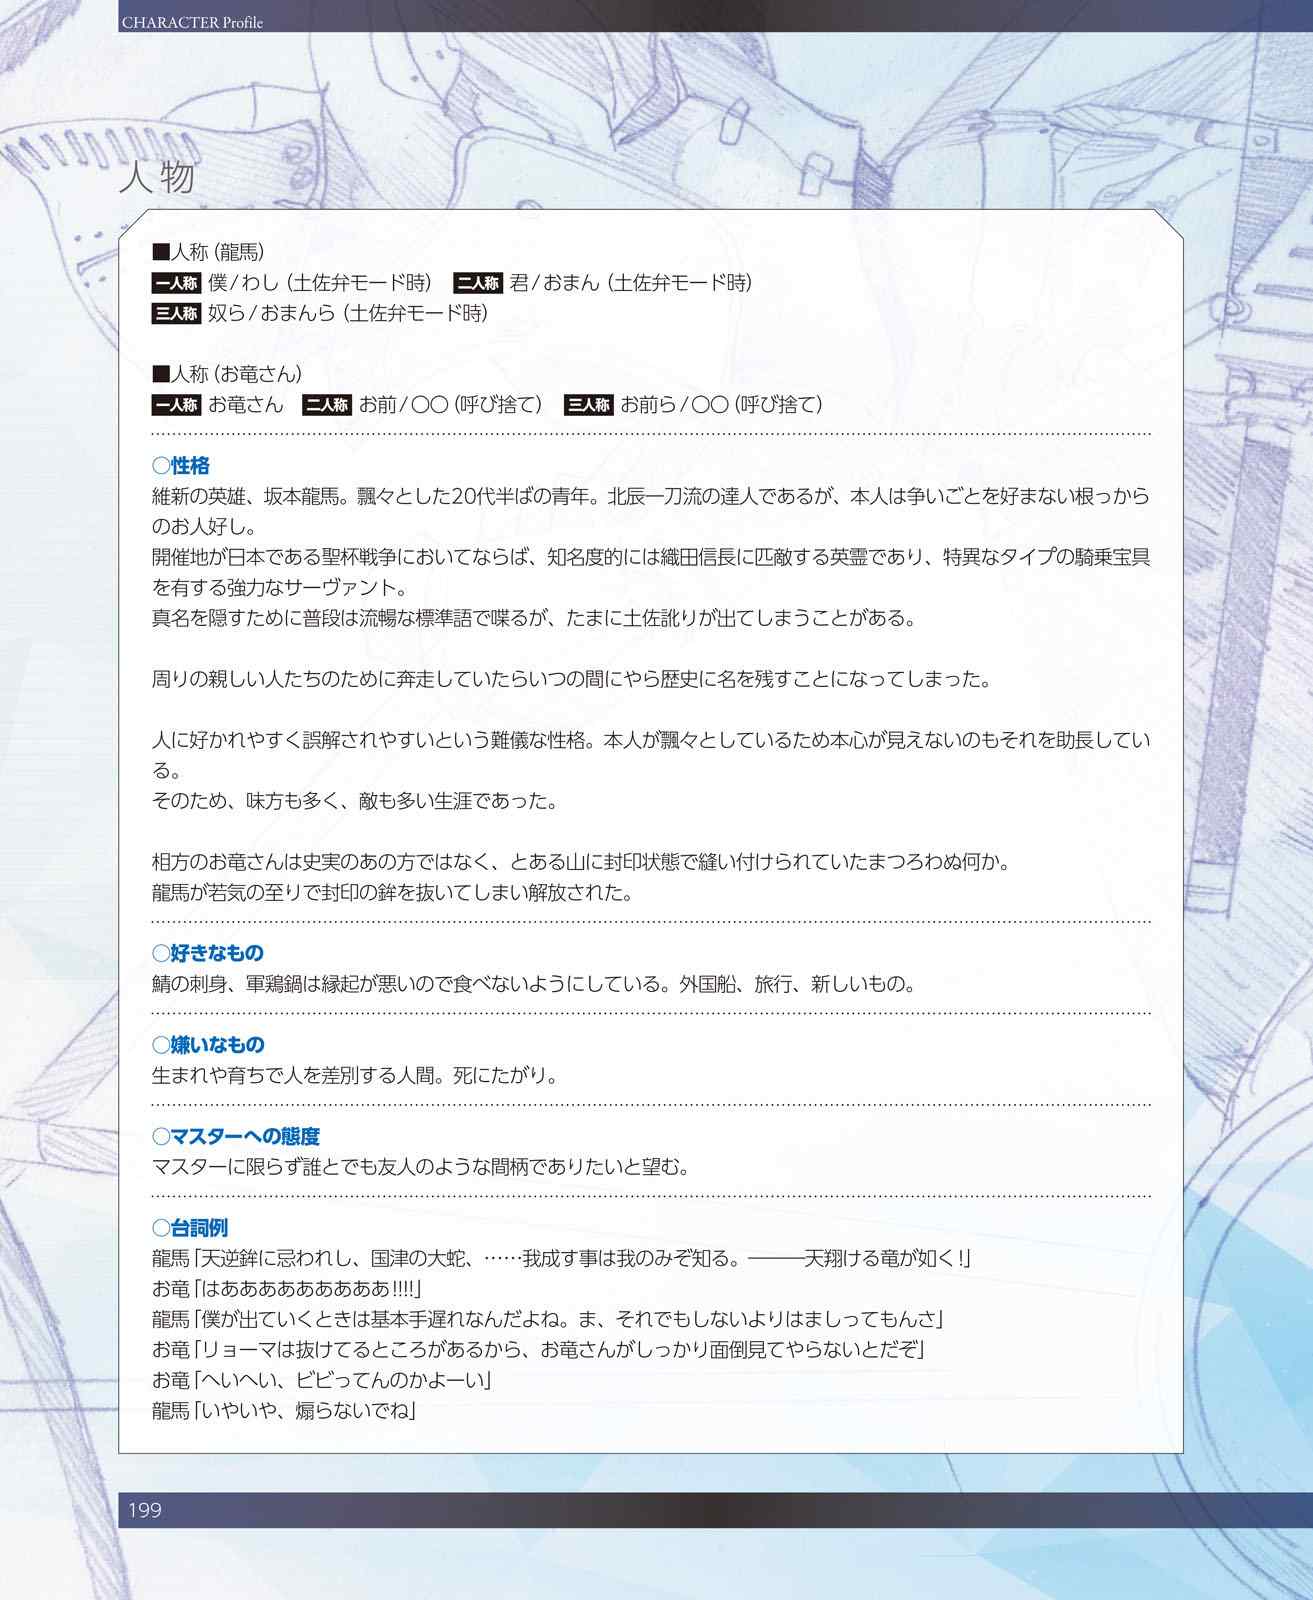 CHARACTER Profile
人物
■人称（龍馬）
一人称 僕/わし（土佐弁モード時） 二人称 君/おまん（土佐弁モード時）
三人称 奴ら/おまんら（土佐弁モード時）
■人称（お竜さん）
一人称 お竜さん 二人称 お前/〇〇（呼び捨て） 三人称 お前ら/〇〇（呼び捨て）
○性格
維新の英雄、坂本龍馬。飄々とした20代半ばの青年。北辰一刀流の達人であるが、本人は争いごとを好まない根っから
のお人好し。
開催地が日本である聖杯戦争においてならば、知名度的には織田信長に匹敵する英霊であり、特異なタイプの騎乗宝具
を有する強力なサーヴァント。
真名を隠すために普段は流暢な標準語で喋るが、たまに土佐訛りが出てしまうことがある。
周りの親しい人たちのために奔走していたらいつの間にやら歴史に名を残すことになってしまった。
人に好かれやすく誤解されやすいという難儀な性格。本人が飄々としているため本心が見えないのもそれを助長してい
る。
そのため、味方も多く、敵も多い生涯であった。
相方のお竜さんは史実のあの方ではなく、とある山に封印状態で縫い付けられていたまつろわぬ何か。
龍馬が若気の至りで封印の鉾を抜いてしまい解放された。
○好きなもの
鯖の刺身、軍鶏鍋は縁起が悪いので食べないようにしている。外国船、旅行、新しいもの。
○嫌いなもの
生まれや育ちで人を差別する人間。死にたがり。
○マスターへの態度
マスターに限らず誰とでも友人のような間柄でありたいと望む。
○台詞例
龍馬「天逆鉾に忌われし、国津の大蛇、……我成す事は我のみぞ知る。―――天翔ける竜が如く！」
お竜「はああああああああああ!!!!」
龍馬「僕が出ていくときは基本手遅れなんだよね。ま、それでもしないよりはましってもんさ」
お竜「リョーマは抜けてるところがあるから、お竜さんがしっかり面倒見てやらないとだぞ」
お竜「へいへい、ビビってんのかよーい」
龍馬「いやいや、煽らないでね」
199